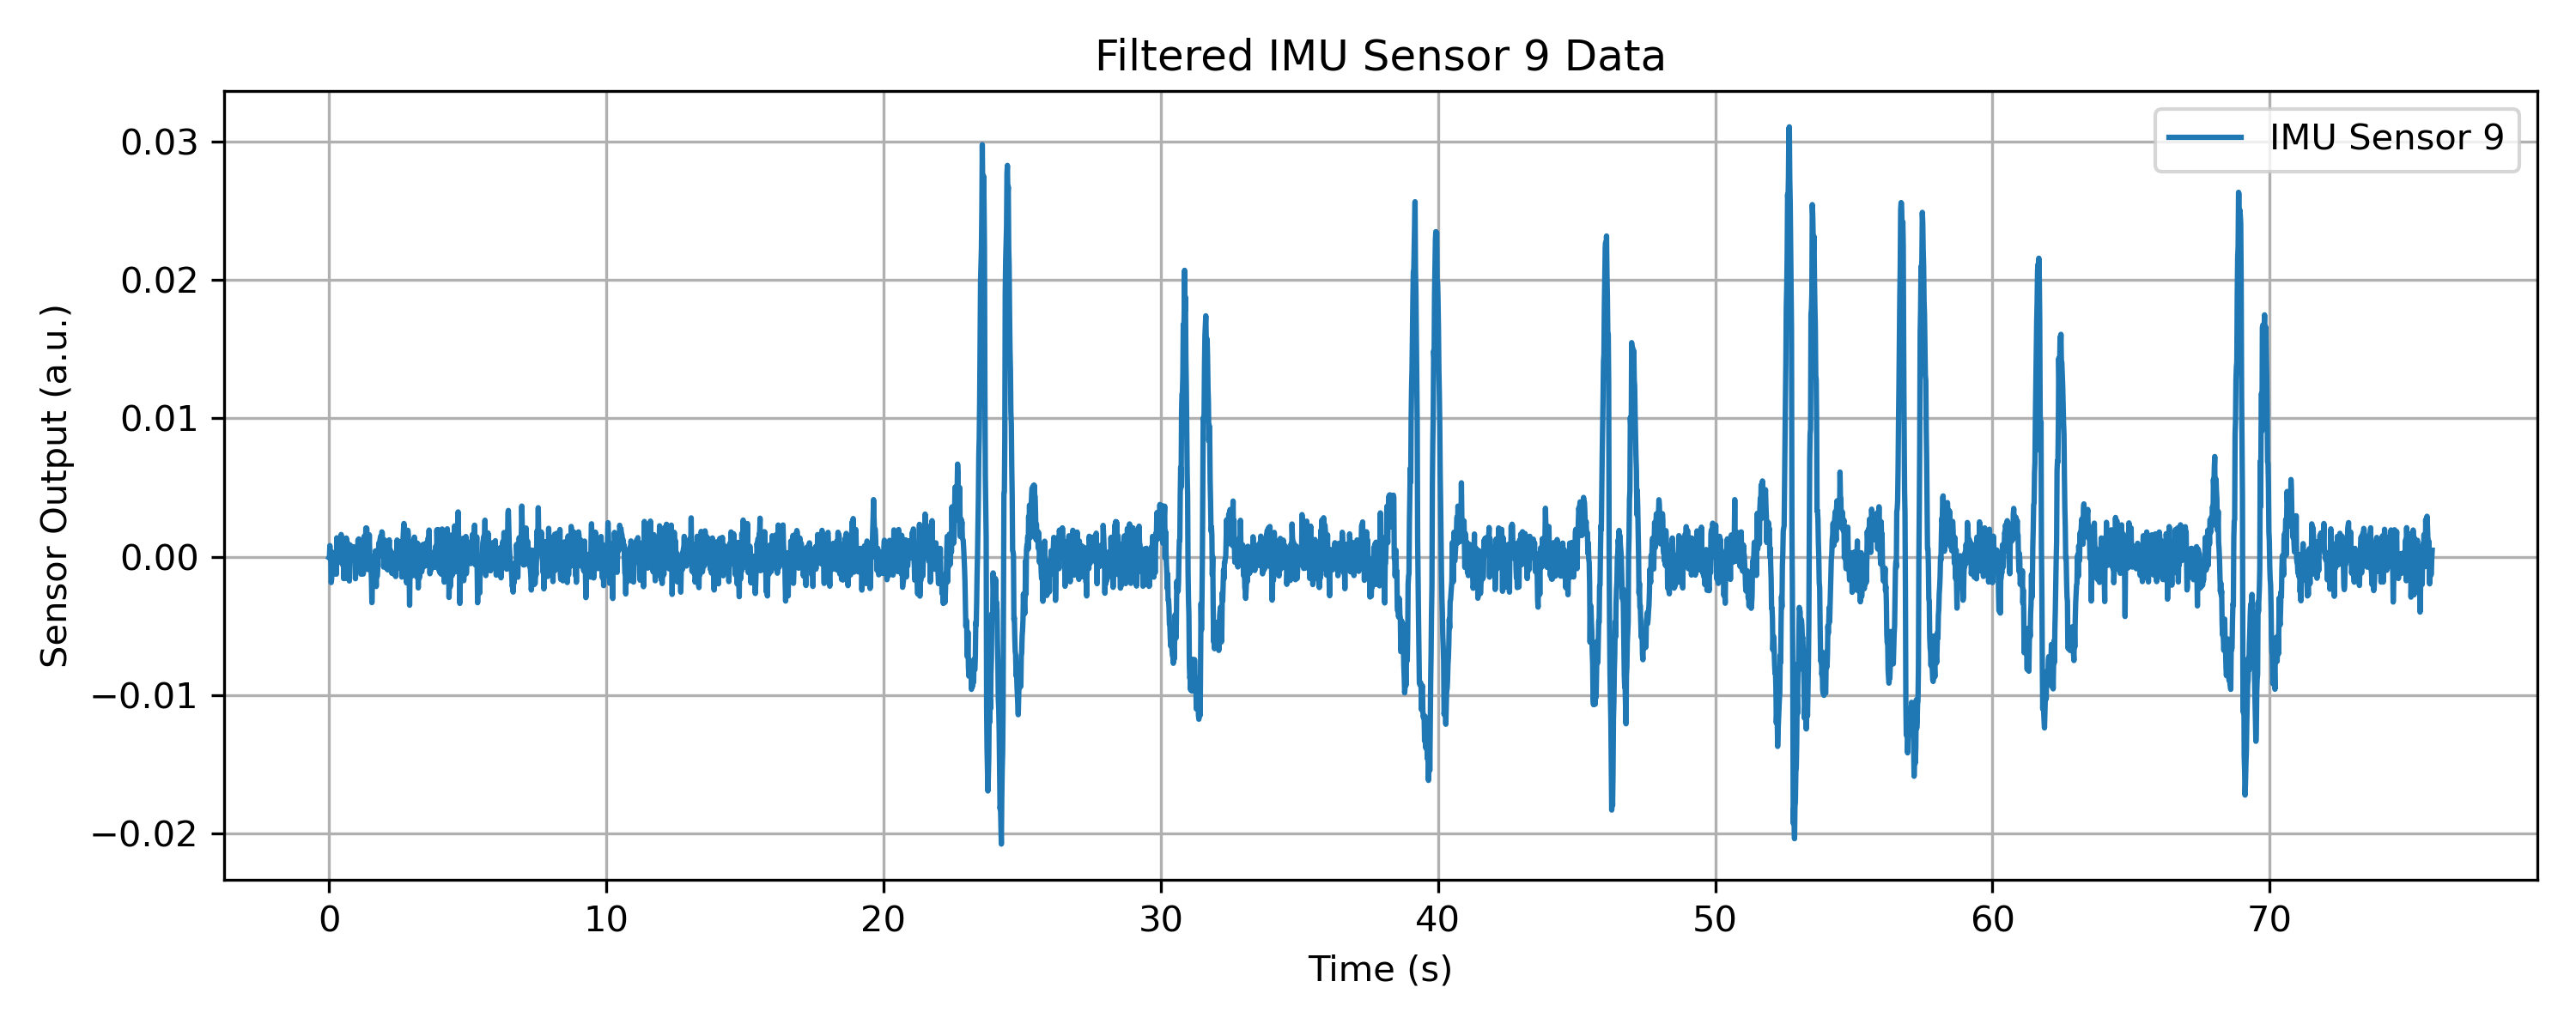 Filtered IMU Sensor 9 Data
IMU Sensor 9
Sensor Output (a.u.)
0.03
0.02
0.01
0.00
−0.01
−0.02
0 10 20 30 40 50 60 70
Time (s)